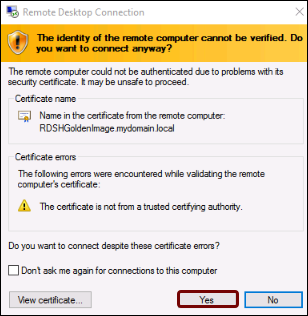 Remote Desktop Connection
The identity of the remote computer cannot be verified. Do
you want to connect anyway?
The remote computer could not be authenticated due to problems with its
security certificate. It may be unsafe to proceed.
Certificate name
Name in the certificate from the remote computer:
RDSHGoldenImage.mydomain.local
Certificate errors
The following errors were encountered while validating the remote
computer's certificate:
The certificate is not from a trusted certifying authority.
Do you want to connect despite these certificate errors?
Don't ask me again for connections to this computer
View certificate... Yes No